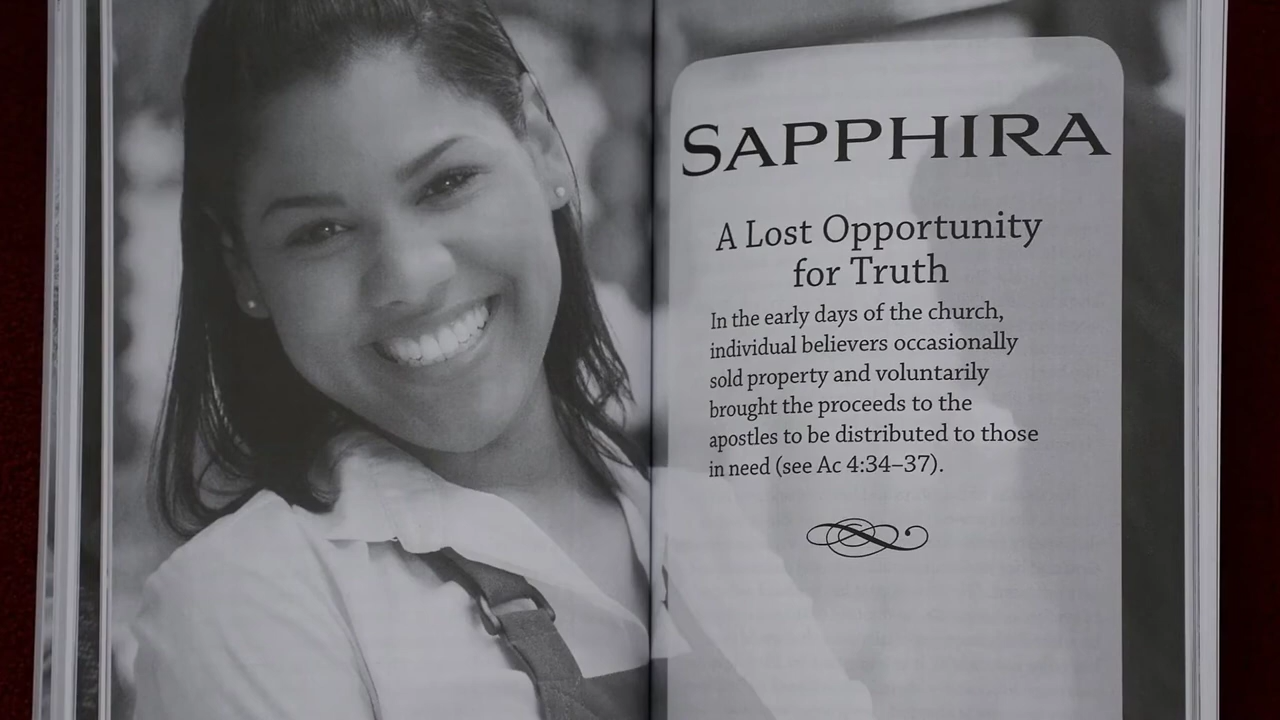 SAPPHIRA
A Lost Opportunity
for Truth
In the early days of the church,
individual believers occasionally
sold property and voluntarily
brought the proceeds to the
apostles to be distributed to those
in need (see Ac 4:34–37).